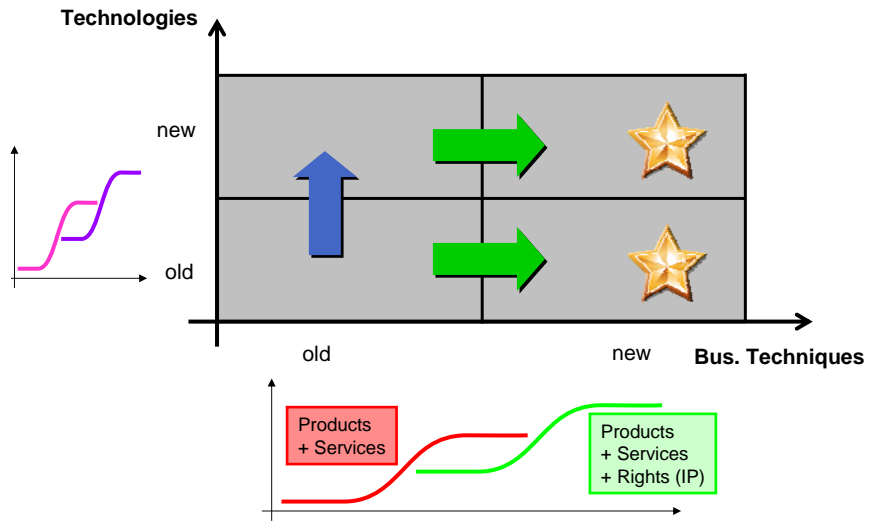 Technologies
new
old
old
new
Bus. Techniques
Products
+ Services
Products
+ Services
+ Rights (IP)